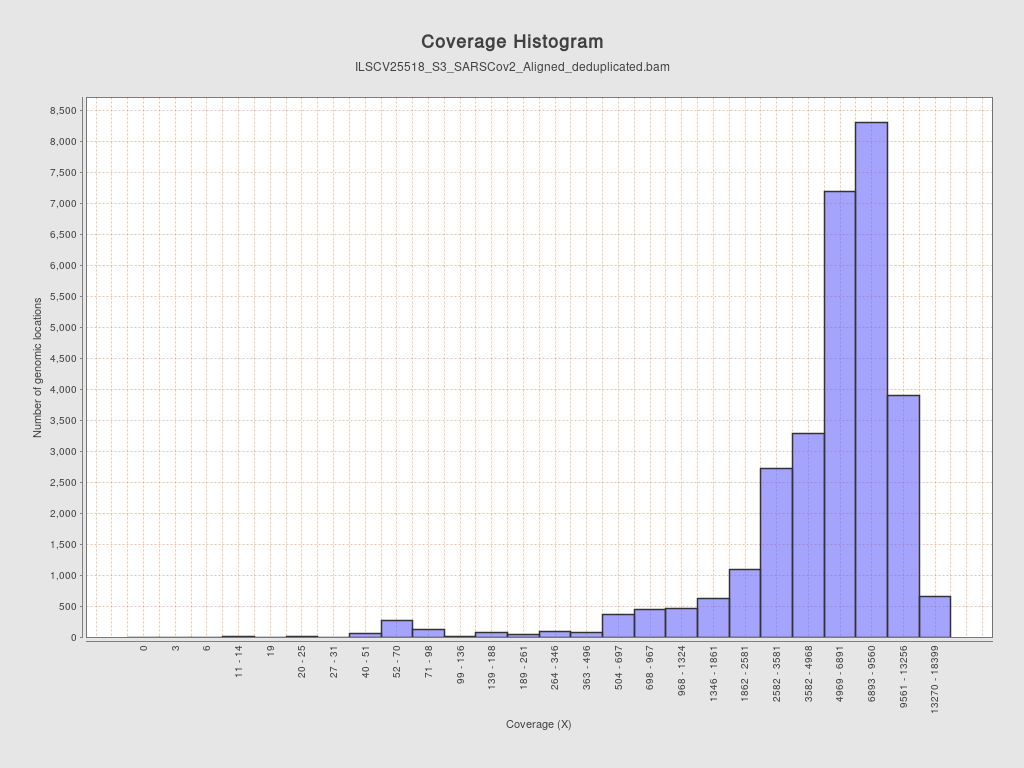 Coverage Histogram
ILSCV25518_S3_SARSCov2_Aligned_deduplicated.bam
Number of genomic locations
8,500
8,000
7,500
7,000
6,500
6,000
5,500
5,000
4,500
4,000
3,500
3,000
2,500
2,000
1,500
1,000
500
0
0
3
6
11 - 14
19
20 - 25
27 - 31
40 - 51
52 - 70
71 - 98
99 - 136
139 - 188
189 - 261
264 - 346
363 - 496
504 - 697
698 - 967
968 - 1324
1346 - 1861
1862 - 2581
2582 - 3581
3582 - 4968
4969 - 6891
6893 - 9560
9561 - 13256
13270 - 18399
Coverage (X)